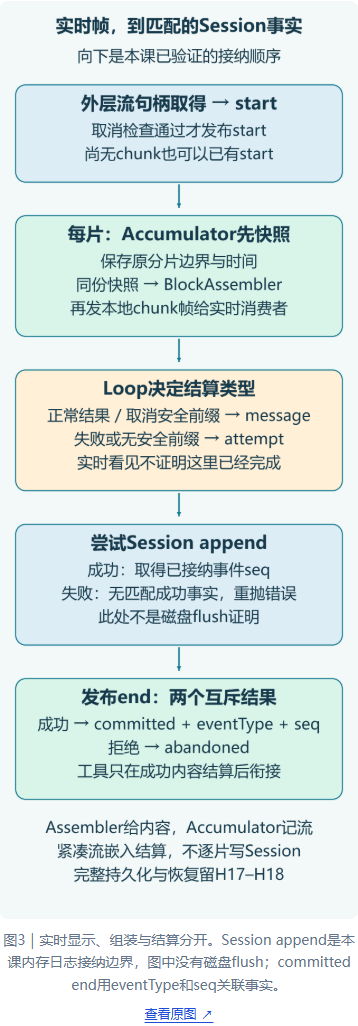 实时帧，到匹配的Session事实
向下是本课已验证的接纳顺序
外层流句柄取得 → start
取消检查通过才发布start
尚无chunk也可以已有start
每片：Accumulator先快照
保存原分片边界与时间
同份快照 → BlockAssembler
再发本地chunk帧给实时消费者
Loop决定结算类型
正常结果 / 取消安全前缀 → message
失败或无安全前缀 → attempt
实时看见不证明这里已经完成
尝试Session append
成功：取得已接纳事件seq
失败：无匹配成功事实，重抛错误
此处不是磁盘flush证明
发布end：两个互斥结果
成功 → committed + eventType + seq
拒绝 → abandoned
工具只在成功内容结算后衔接
Assembler给内容，Accumulator记流
紧凑流嵌入结算，不逐片写Session
完整持久化与恢复留H17–H18
图3｜实时显示、组装与结算分开。Session append是本
课内存日志接纳边界，图中没有磁盘flush；committed
end用eventType和seq关联事实。
查看原图 ↗